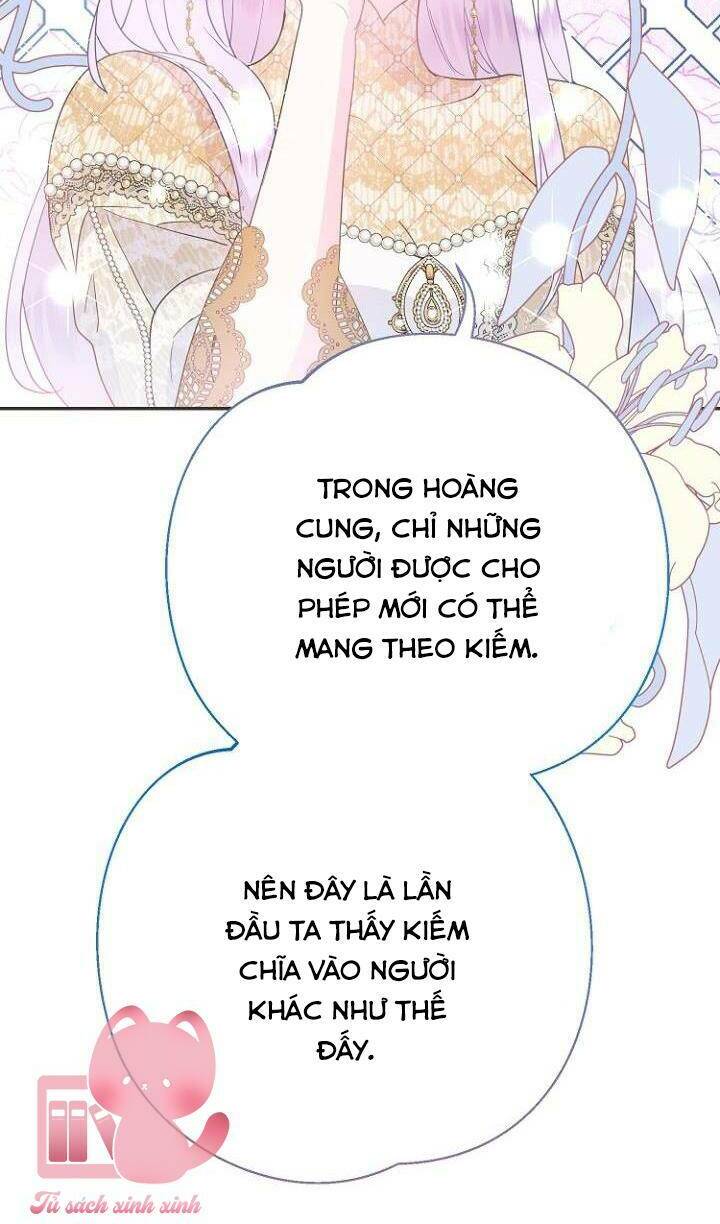 TRONG HOÀNG
CUNG, CHỈ NHỮNG
NGƯỜI ĐƯỢC CHO
PHÉP MỚI CÓ THỂ
MANG THEO KIẾM.
NÊN ĐÂY LÀ LẦN
ĐẦU TA THẤY KIẾM
CHĨA VÀO NGƯỜI
KHÁC NHƯ THẾ
ĐẤY.
Tủ sách xinh xinh